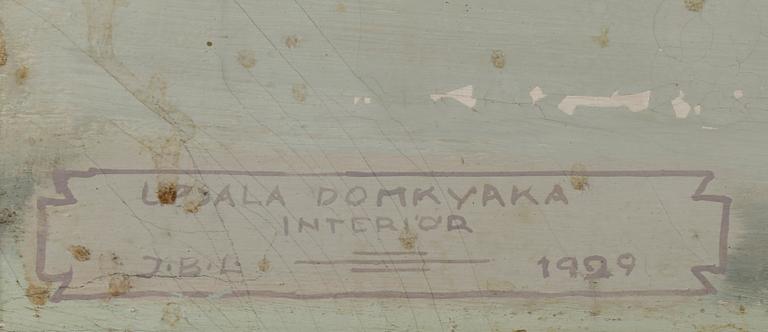 UPSALA DOMKYRKA
INTERIÖR
J.B.L. 1929